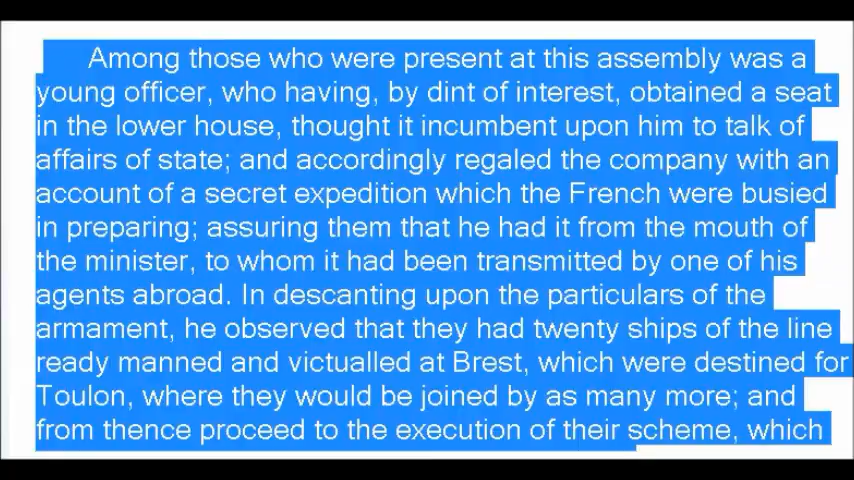 Among those who were present at this assembly was a
young officer, who having, by dint of interest, obtained a seat
in the lower house, thought it incumbent upon him to talk of
affairs of state; and accordingly regaled the company with an
account of a secret expedition which the French were busied
in preparing; assuring them that he had it from the mouth of
the minister, to whom it had been transmitted by one of his
agents abroad. In descanting upon the particulars of the
armament, he observed that they had twenty ships of the line
ready manned and victualled at Brest, which were destined for
Toulon, where they would be joined by as many more; and
from thence proceed to the execution of their scheme, which